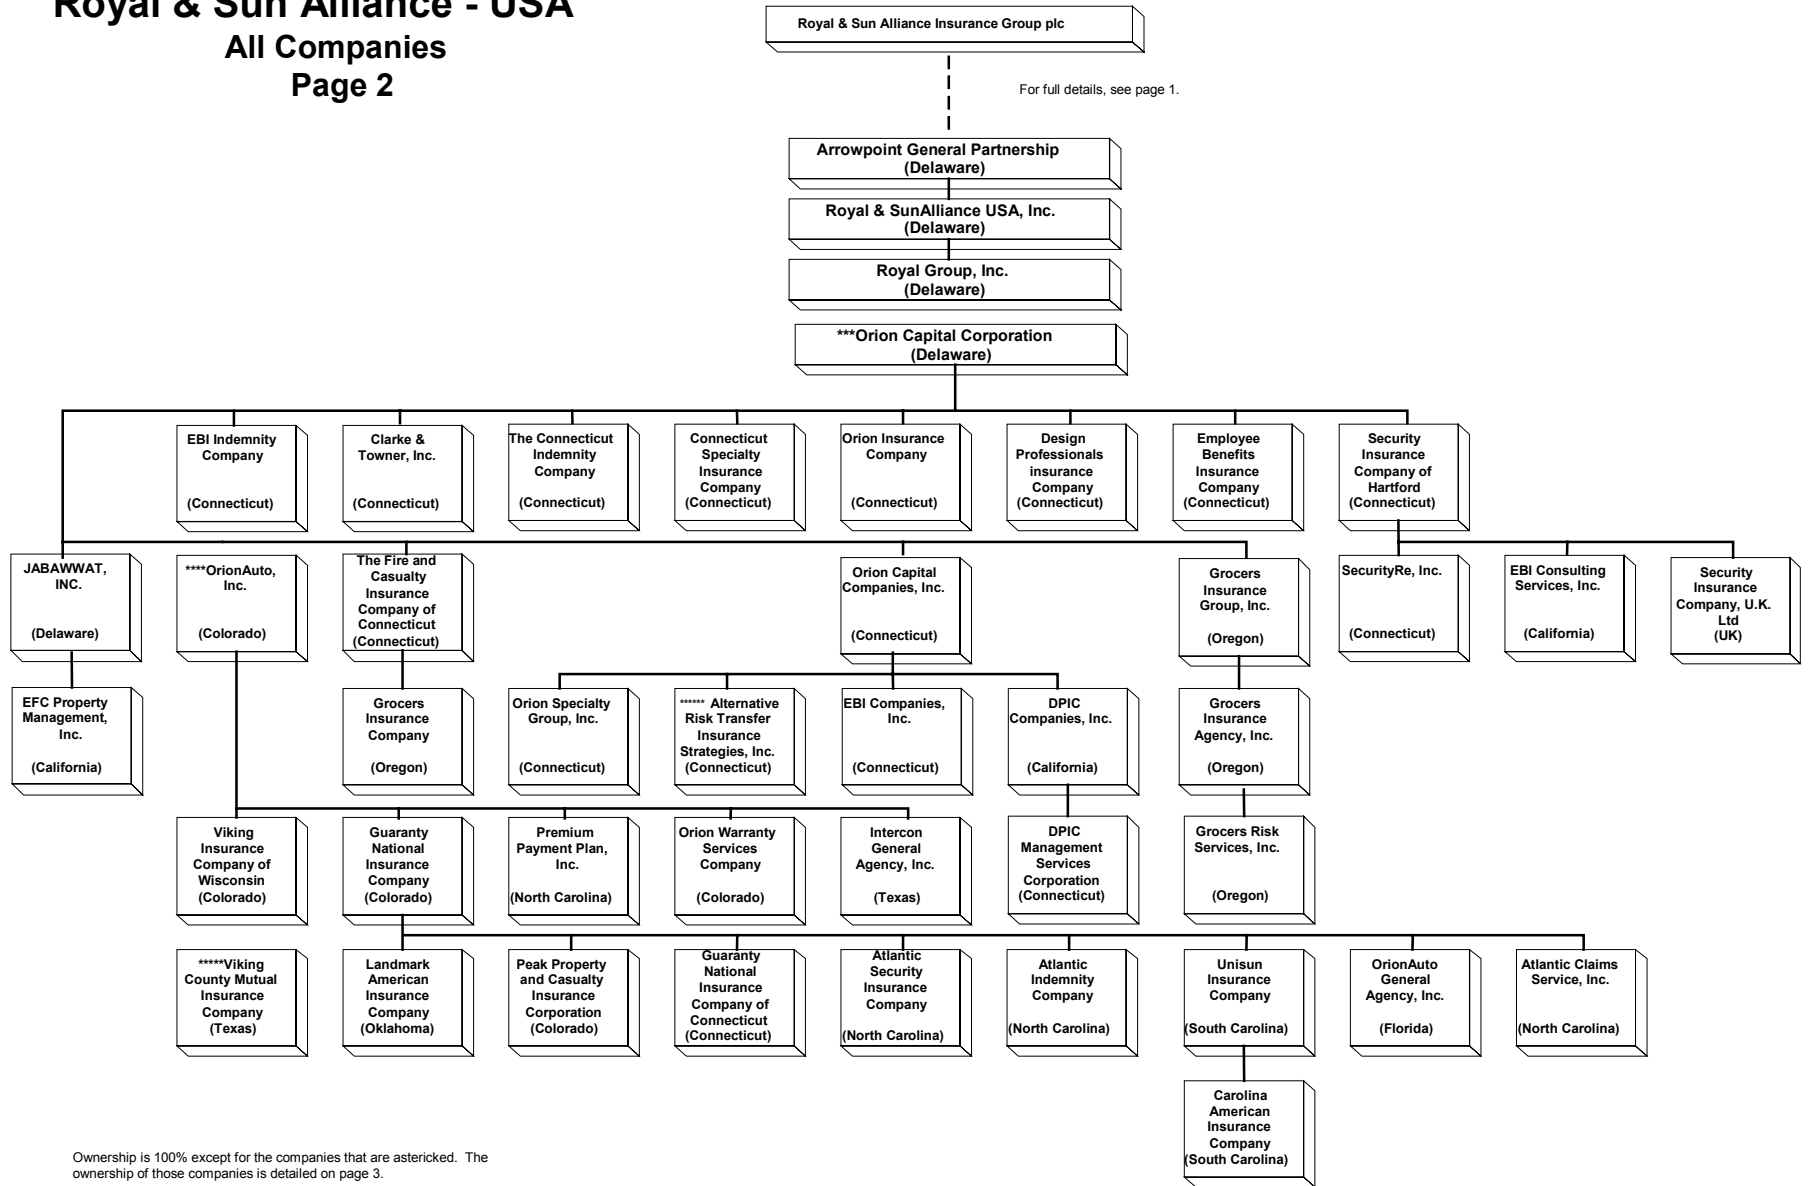 Royal & Sun Alliance - USA
All Companies
Page 2
Royal & Sun Alliance Insurance Group plc
For full details, see page 1.
Arrowpoint General Partnership
(Delaware)
Royal & SunAlliance USA, Inc.
(Delaware)
Royal Group, Inc.
(Delaware)
***Orion Capital Corporation
(Delaware)
EBI Indemnity
Company
(Connecticut)
Clarke &
Towner, Inc.
(Connecticut)
The Connecticut
Indemnity
Company
(Connecticut)
Connecticut
Specialty
Insurance
Company
(Connecticut)
Orion Insurance
Company
(Connecticut)
Design
Professionals
insurance
Company
(Connecticut)
Employee
Benefits
Insurance
Company
(Connecticut)
Security
Insurance
Company of
Hartford
(Connecticut)
JABAWWAT,
INC.
(Delaware)
****OrionAuto,
Inc.
(Colorado)
The Fire and
Casualty
Insurance
Company of
Connecticut
(Connecticut)
Orion Capital
Companies, Inc.
(Connecticut)
Grocers
Insurance
Group, Inc.
(Oregon)
SecurityRe, Inc.
(Connecticut)
EBI Consulting
Services, Inc.
(California)
Security
Insurance
Company, U.K.
Ltd
(UK)
EFC Property
Management,
Inc.
(California)
Grocers
Insurance
Company
(Oregon)
Orion Specialty
Group, Inc.
(Connecticut)
****** Alternative
Risk Transfer
Insurance
Strategies, Inc.
(Connecticut)
EBI Companies,
Inc.
(Connecticut)
DPIC
Companies, Inc.
(California)
Grocers
Insurance
Agency, Inc.
(Oregon)
Viking
Insurance
Company of
Wisconsin
(Colorado)
Guaranty
National
Insurance
Company
(Colorado)
Premium
Payment Plan,
Inc.
(North Carolina)
Orion Warranty
Services
Company
(Colorado)
Intercon
General
Agency, Inc.
(Texas)
DPIC
Management
Services
Corporation
(Connecticut)
Grocers Risk
Services, Inc.
(Oregon)
*****Viking
County Mutual
Insurance
Company
(Texas)
Landmark
American
Insurance
Company
(Oklahoma)
Peak Property
and Casualty
Insurance
Corporation
(Colorado)
Guaranty
National
Insurance
Company of
Connecticut
(Connecticut)
Atlantic
Security
Insurance
Company
(North Carolina)
Atlantic
Indemnity
Company
(North Carolina)
Unisun
Insurance
Company
(South Carolina)
OrionAuto
General
Agency, Inc.
(Florida)
Atlantic Claims
Service, Inc.
(North Carolina)
Carolina
American
Insurance
Company
(South Carolina)
Ownership is 100% except for the companies that are astericked. The
ownership of those companies is detailed on page 3.